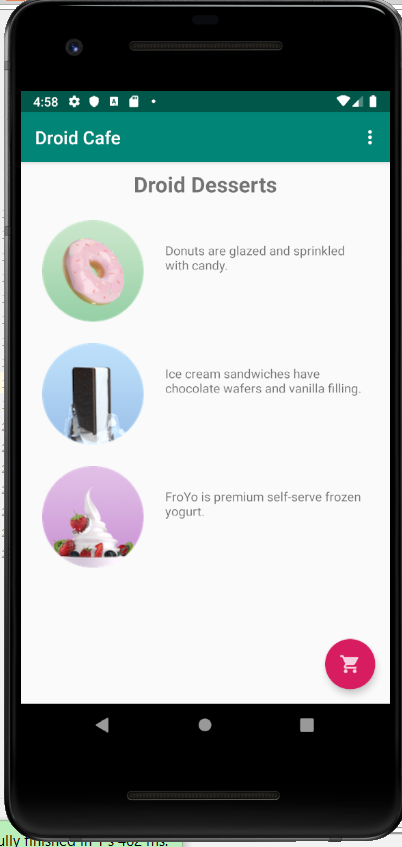 4:58
Droid Cafe
Droid Desserts
Donuts are glazed and sprinkled
with candy.
Ice cream sandwiches have
chocolate wafers and vanilla filling.
FroYo is premium self-serve frozen
yogurt.
ully finished in 1 s 462 ms.